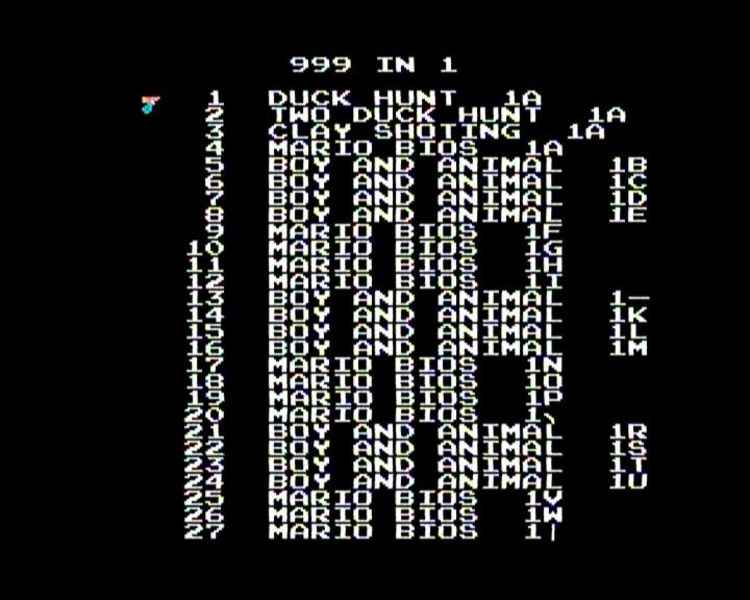 999 IN 1
1 DUCK HUNT 1A
2 TWO DUCK HUNT 1A
3 CLAY SHOTING 1A
4 MARIO BIOS 1A
5 BOY AND ANIMAL 1B
6 BOY AND ANIMAL 1C
7 BOY AND ANIMAL 1D
8 BOY AND ANIMAL 1E
9 MARIO BIOS 1F
10 MARIO BIOS 1G
11 MARIO BIOS 1H
12 MARIO BIOS 1I
13 BOY AND ANIMAL 1—
14 BOY AND ANIMAL 1K
15 BOY AND ANIMAL 1L
16 BOY AND ANIMAL 1M
17 MARIO BIOS 1N
18 MARIO BIOS 1O
19 MARIO BIOS 1P
20 MARIO BIOS 1\
21 BOY AND ANIMAL 1R
22 BOY AND ANIMAL 1S
23 BOY AND ANIMAL 1T
24 BOY AND ANIMAL 1U
25 MARIO BIOS 1V
26 MARIO BIOS 1W
27 MARIO BIOS 1|